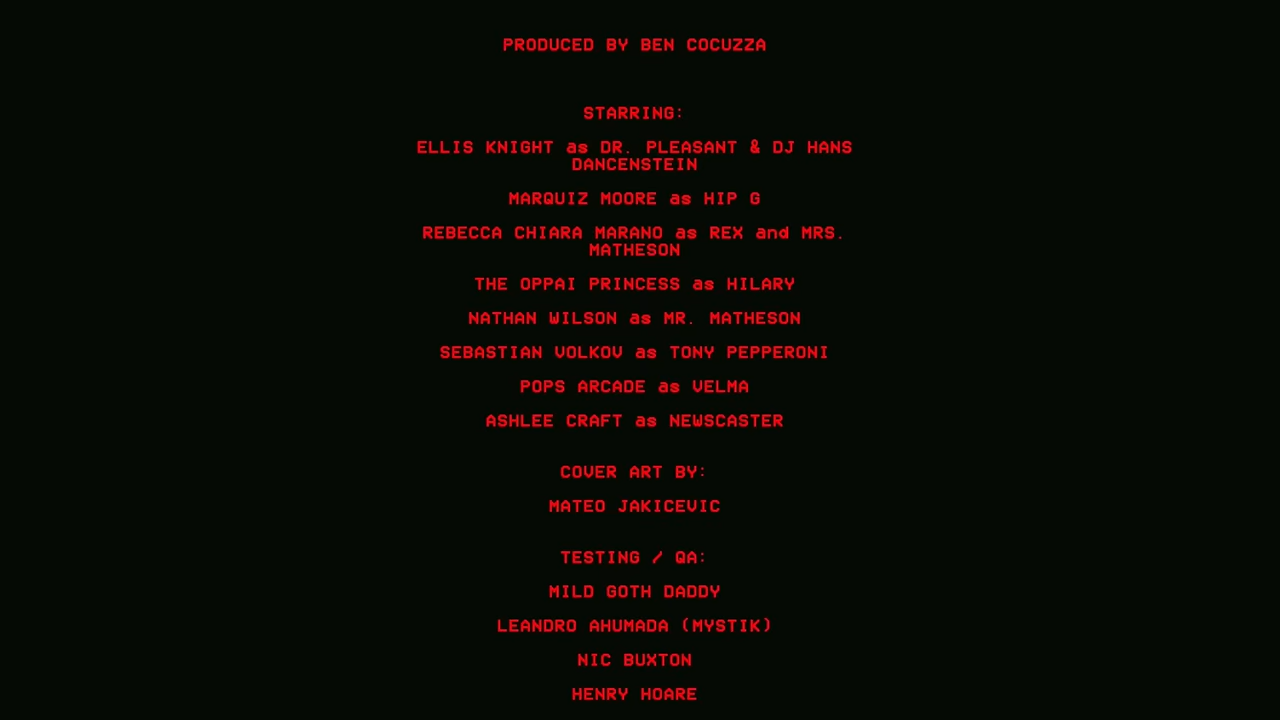 PRODUCED BY BEN COCUZZA
STARRING:
ELLIS KNIGHT as DR. PLEASANT & DJ HANS
DANCENSTEIN
MARQUIZ MOORE as HIP G
REBECCA CHIARA MARANO as REX and MRS.
MATHESON
THE OPPAI PRINCESS as HILARY
NATHAN WILSON as MR. MATHESON
SEBASTIAN VOLKOV as TONY PEPPERONI
POPS ARCADE as VELMA
ASHLEE CRAFT as NEWSCASTER
COVER ART BY:
MATEO JAKICEVIC
TESTING / QA:
MILD GOTH DADDY
LEANDRO AHUMADA (MYSTIK)
NIC BUXTON
HENRY HOARE